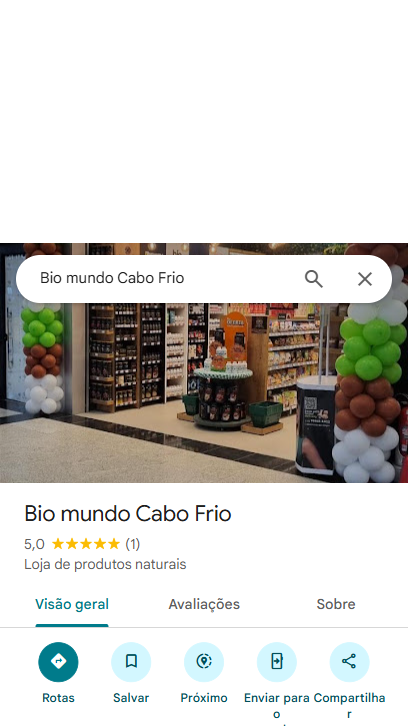 Bio mundo Cabo Frio
Bio mundo Cabo Frio
5,0 ★★★★★ (1)
Loja de produtos naturais
Visão geral
Avaliações
Sobre
Rotas
Salvar
Próximo
Enviar para o
Compartilhar